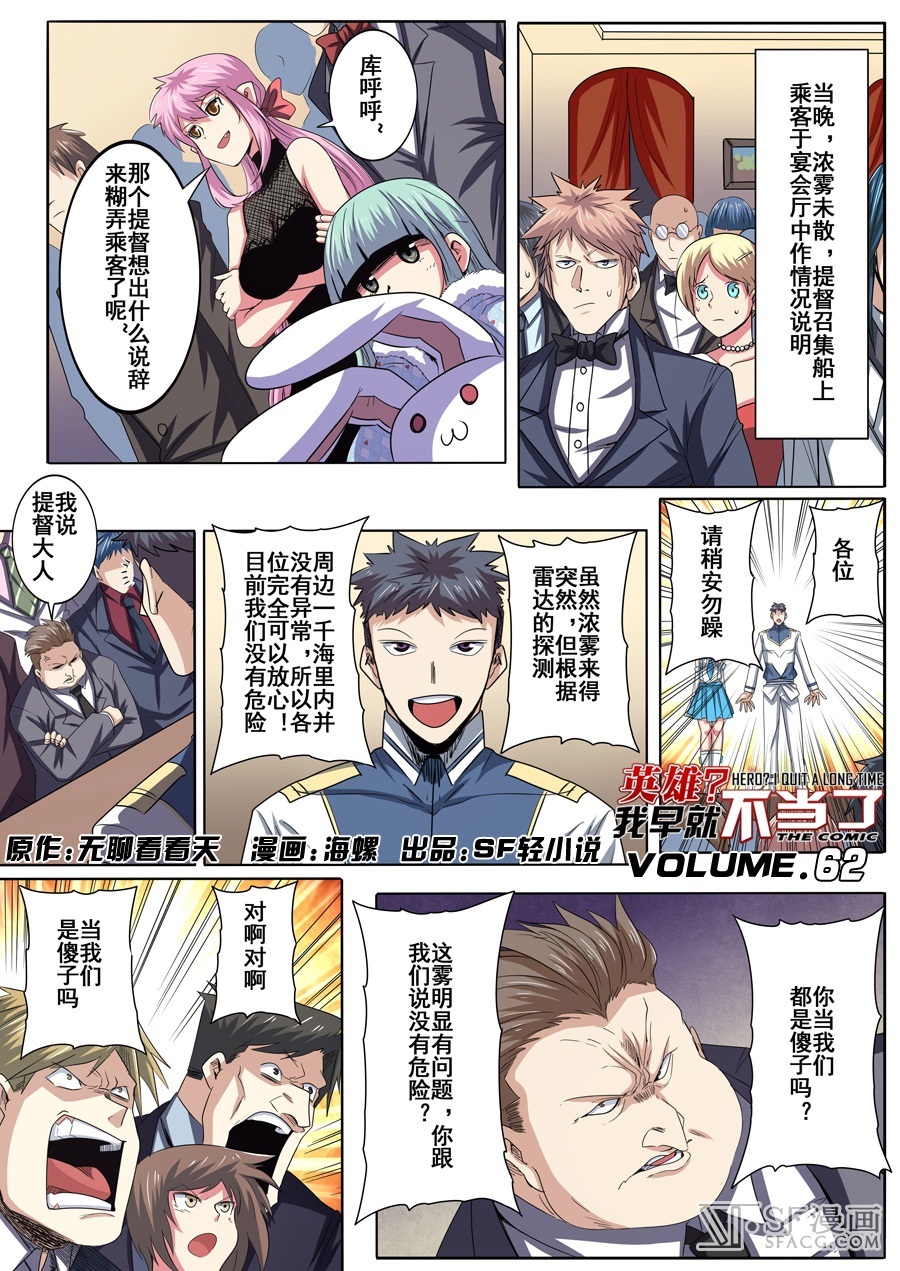 当晚，浓雾未散，提督召集船上
乘客于宴会厅中作情况说明
库呼呼~
那个提督想出什么说辞
来糊弄乘客了呢~
各位
请稍安勿躁
虽然浓雾来得
突然，但根据
雷达的探测
周边一千海里内并
没有异常，所以各
位完全可以放心！
目前我们没有危险
我说
提督大人
英雄？
HERO? I QUIT A LONG TIME
我早就不当了
THE COMIC
VOLUME.62
原作：无聊看看天 漫画：海螺 出品：SF轻小说
你当我们
都是傻子吗？
这雾明显有问题，你跟
我们说没有危险？
对啊对啊
当我们
是傻子吗
SF漫画
SFACG.COM